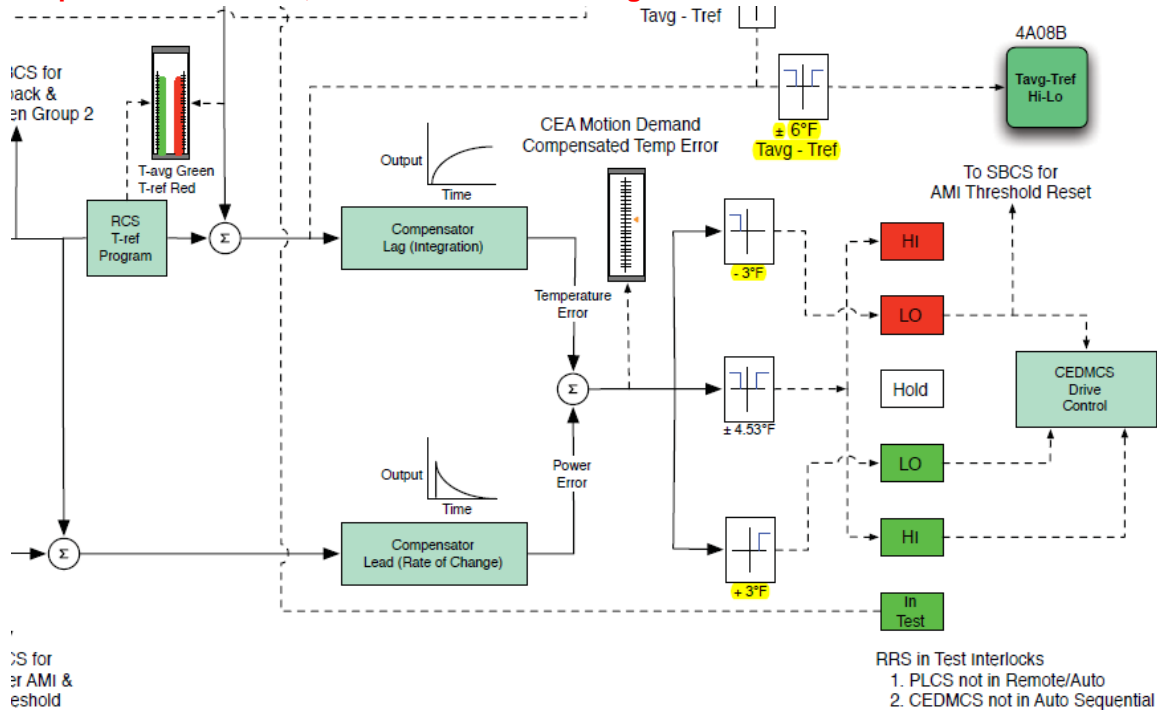 Tavg - Tref
4A08B
Tavg-Tref
Hi-Lo
± 6°F
Tavg - Tref
BCS for
back &
en Group 2
T-avg Green
T-ref Red
CEA Motion Demand
Compensated Temp Error
Output
Time
To SBCS for
AMI Threshold Reset
RCS
T-ref
Program
Σ
Compensator
Lag (Integration)
- 3°F
HI
Temperature
Error
LO
Σ
± 4.53°F
Hold
CEDMCS
Drive
Control
Power
Error
Output
Time
LO
Σ
Compensator
Lead (Rate of Change)
+ 3°F
HI
In
Test
CS for
er AMI &
eshold
RRS in Test Interlocks
1. PLCS not in Remote/Auto
2. CEDMCS not in Auto Sequential